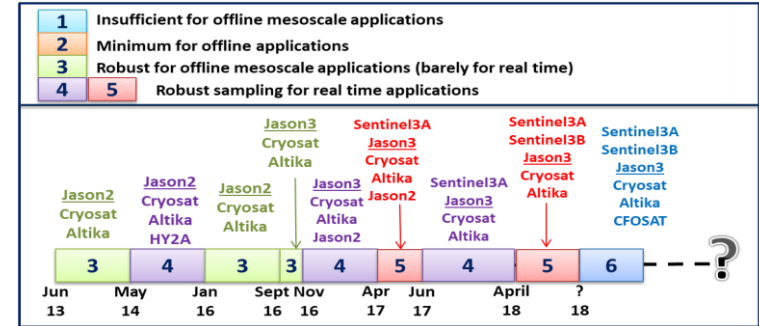 1 Insufficient for offline mesoscale applications
2 Minimum for offline applications
3 Robust for offline mesoscale applications (barely for real time)
4 5 Robust sampling for real time applications
Jason2
Cryosat
Altika
Jason2
Cryosat
Altika
HY2A
Jason2
Cryosat
Altika
Jason3
Cryosat
Altika
Jason3
Cryosat
Altika
Jason2
Sentinel3A
Jason3
Cryosat
Altika
Jason2
Sentinel3A
Jason3
Cryosat
Altika
Sentinel3A
Sentinel3B
Jason3
Cryosat
Altika
Sentinel3A
Sentinel3B
Jason3
Cryosat
Altika
CFOSAT
3 4 3 3 4 5 4 5 6 ?
Jun May Jan Sept Nov Apr Jun April ?
13 14 16 16 16 17 17 18 18